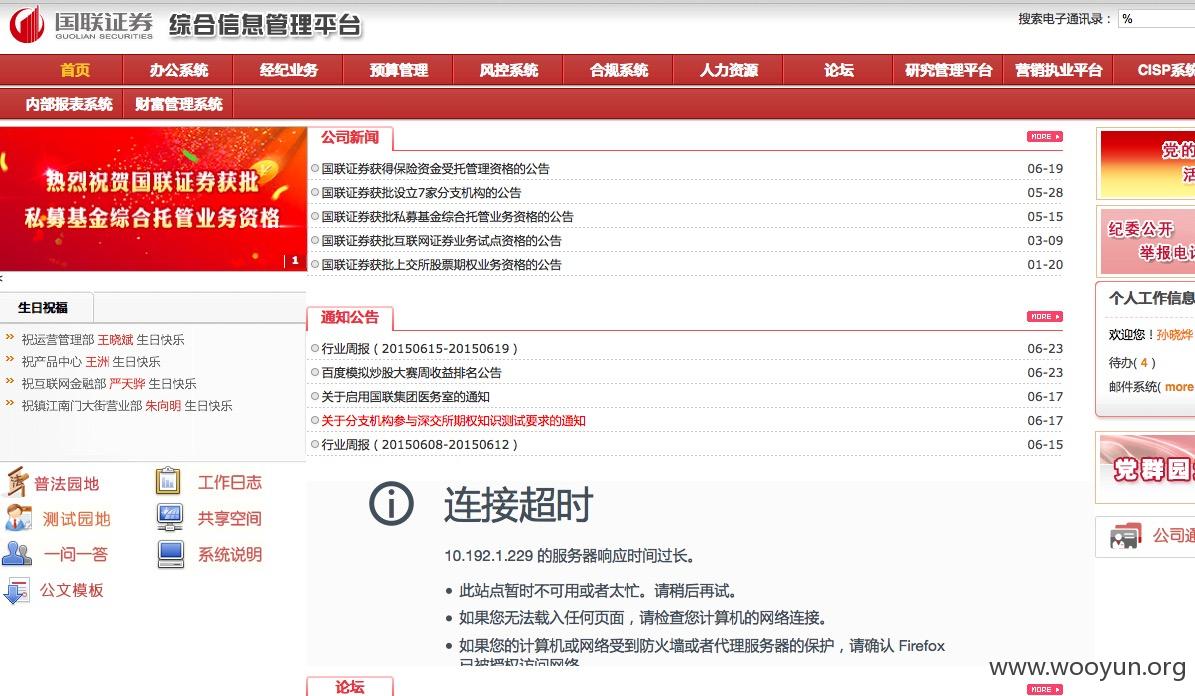 国联证券 综合信息管理平台
GUOLIAN SECURITIES
搜索电子通讯录： %
首页 办公系统 经纪业务 预算管理 风控系统 合规系统 人力资源 论坛 研究管理平台 营销执业平台 CISP系统
内部报表系统 财富管理系统
热烈祝贺国联证券获批
私募基金综合托管业务资格
1
生日祝福
祝运营管理部 王晓斌 生日快乐
祝产品中心 王洲 生日快乐
祝互联网金融部 严天骅 生日快乐
祝镇江南门大街营业部 朱向明 生日快乐
普法园地 工作日志
测试园地 共享空间
一问一答 系统说明
公文模板
公司新闻 MORE
国联证券获得保险资金受托管理资格的公告 06-19
国联证券获批设立7家分支机构的公告 05-28
国联证券获批私募基金综合托管业务资格的公告 05-15
国联证券获批互联网证券业务试点资格的公告 03-09
国联证券获批上交所股票期权业务资格的公告 01-20
通知公告 MORE
行业周报 ( 20150615-20150619 ) 06-23
百度模拟炒股大赛周收益排名公告 06-23
关于启用国联集团医务室的通知 06-17
关于分支机构参与深交所期权知识测试要求的通知 06-17
行业周报 ( 20150608-20150612 ) 06-15
连接超时
10.192.1.229 的服务器响应时间过长。
此站点暂时不可用或者太忙。请稍后再试。
如果您无法载入任何页面，请检查您计算机的网络连接。
如果您的计算机或网络受到防火墙或者代理服务器的保护，请确认 Firefox
已被授权访问网络
论坛 MORE
党的
活
纪委公开
举报电话
个人工作信息
欢迎您！孙晓烨
待办( 4 )
邮件系统( more
党群园
公司通
www.wooyun.org